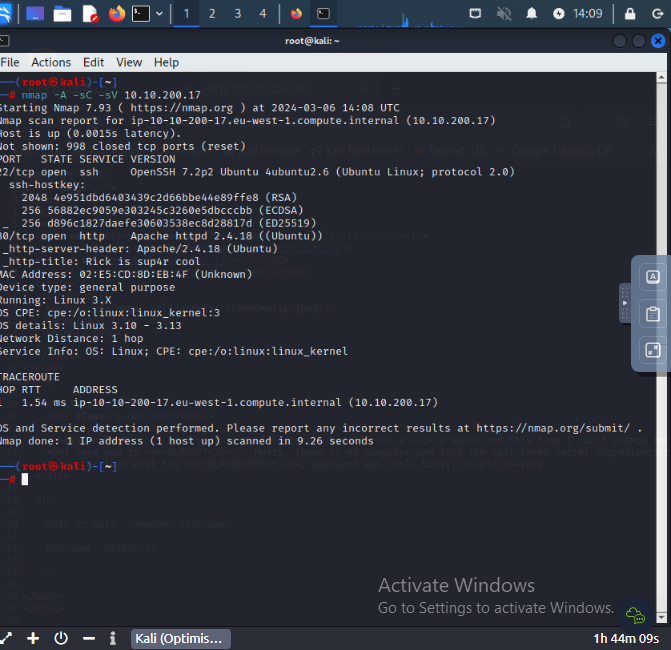 1 2 3 4 14:09
root@kali: ~
File Actions Edit View Help
(root㉿kali)-[~]
# nmap -A -sC -sV 10.10.200.17
Starting Nmap 7.93 ( https://nmap.org ) at 2024-03-06 14:08 UTC
Nmap scan report for ip-10-10-200-17.eu-west-1.compute.internal (10.10.200.17)
Host is up (0.0015s latency).
Not shown: 998 closed tcp ports (reset)
PORT STATE SERVICE VERSION
22/tcp open ssh OpenSSH 7.2p2 Ubuntu 4ubuntu2.6 (Ubuntu Linux; protocol 2.0)
ssh-hostkey:
2048 4e951dbd6403439c2d66bbe44e89ffe8 (RSA)
256 56882ec9059e303245c3260e5dbcccbb (ECDSA)
_ 256 d896c1827daefe30603538ec8d28817d (ED25519)
80/tcp open http Apache httpd 2.4.18 ((Ubuntu))
_http-server-header: Apache/2.4.18 (Ubuntu)
_http-title: Rick is sup4r cool
MAC Address: 02:E5:CD:8D:EB:4F (Unknown)
Device type: general purpose
Running: Linux 3.X
OS CPE: cpe:/o:linux:linux_kernel:3
OS details: Linux 3.10 - 3.13
Network Distance: 1 hop
Service Info: OS: Linux; CPE: cpe:/o:linux:linux_kernel
TRACEROUTE
HOP RTT ADDRESS
1 1.54 ms ip-10-10-200-17.eu-west-1.compute.internal (10.10.200.17)
OS and Service detection performed. Please report any incorrect results at https://nmap.org/submit/ .
Nmap done: 1 IP address (1 host up) scanned in 9.26 seconds
(root㉿kali)-[~]
#
Activate Windows
Go to Settings to activate Windows.
Kali (Optimis... 1h 44m 09s